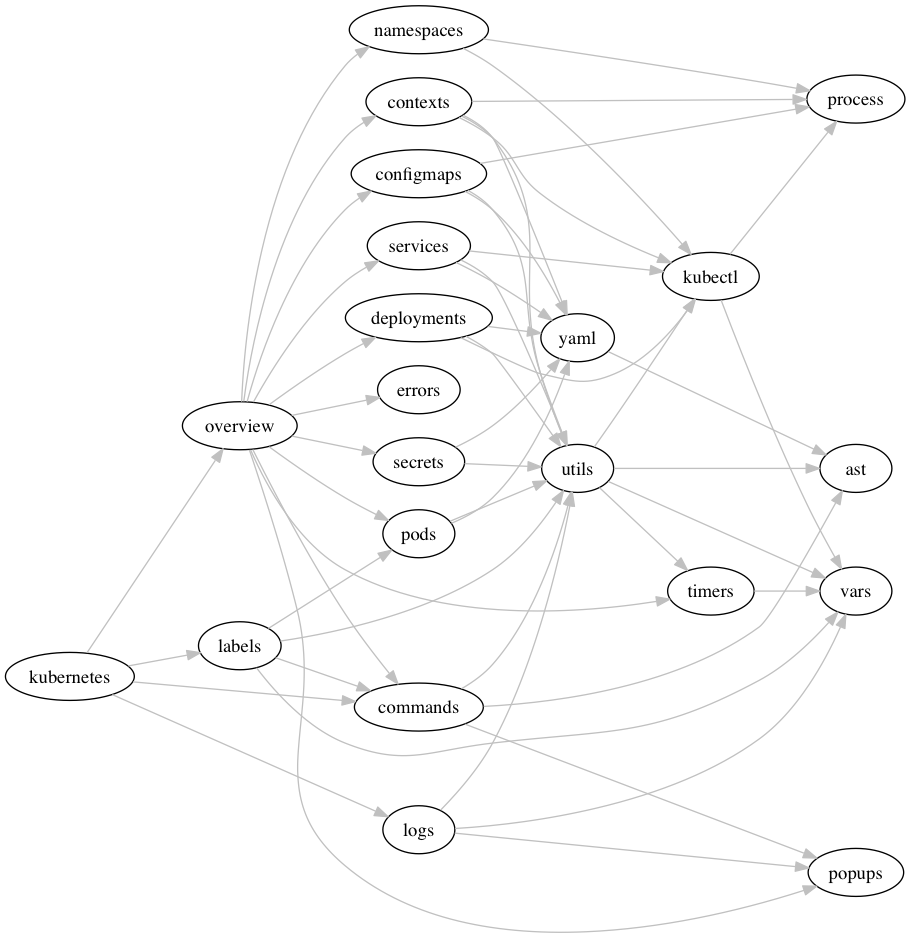 namespaces
contexts
process
configmaps
services
kubectl
deployments
yaml
errors
overview
secrets
utils
ast
pods
timers
vars
labels
kubernetes
commands
logs
popups